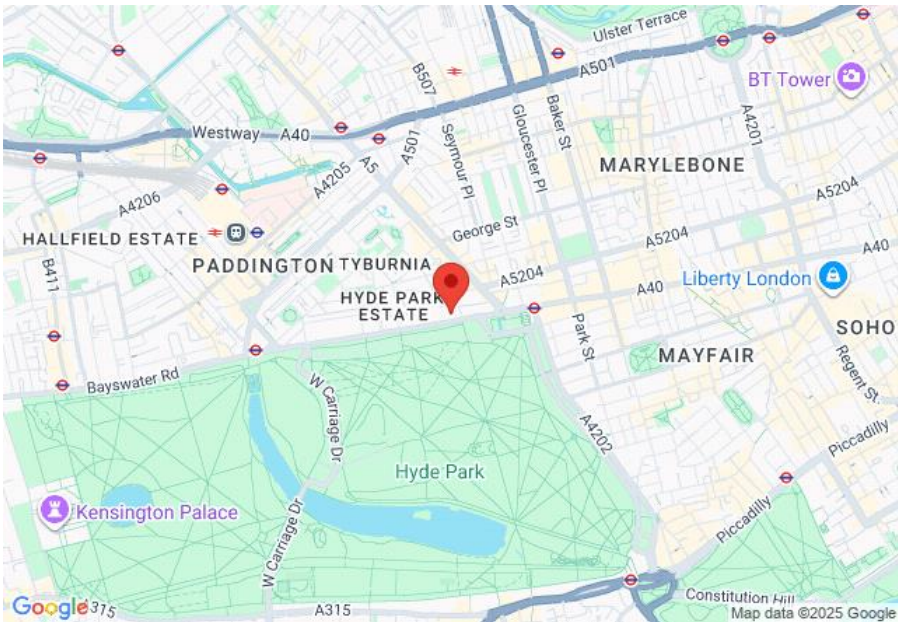 Ulster Terrace
A501
BT Tower
B507
A4201
Westway
A40
A501
A5
Seymour Pl
Gloucester Pl
Baker St
MARYLEBONE
A4205
A4206
A5204
George St
HALLFIELD ESTATE
PADDINGTON
TYBURNIA
A5204
A40
B411
A5204
A40
Liberty London
HYDE PARK
ESTATE
Park St
SOHO
MAYFAIR
Regent St.
Bayswater Rd
W Carriage Dr
A4202
Piccadilly
Hyde Park
Kensington Palace
Piccadilly
W Carriage Dr
Google
A315
A315
Constitution Hill
Map data ©2025 Google